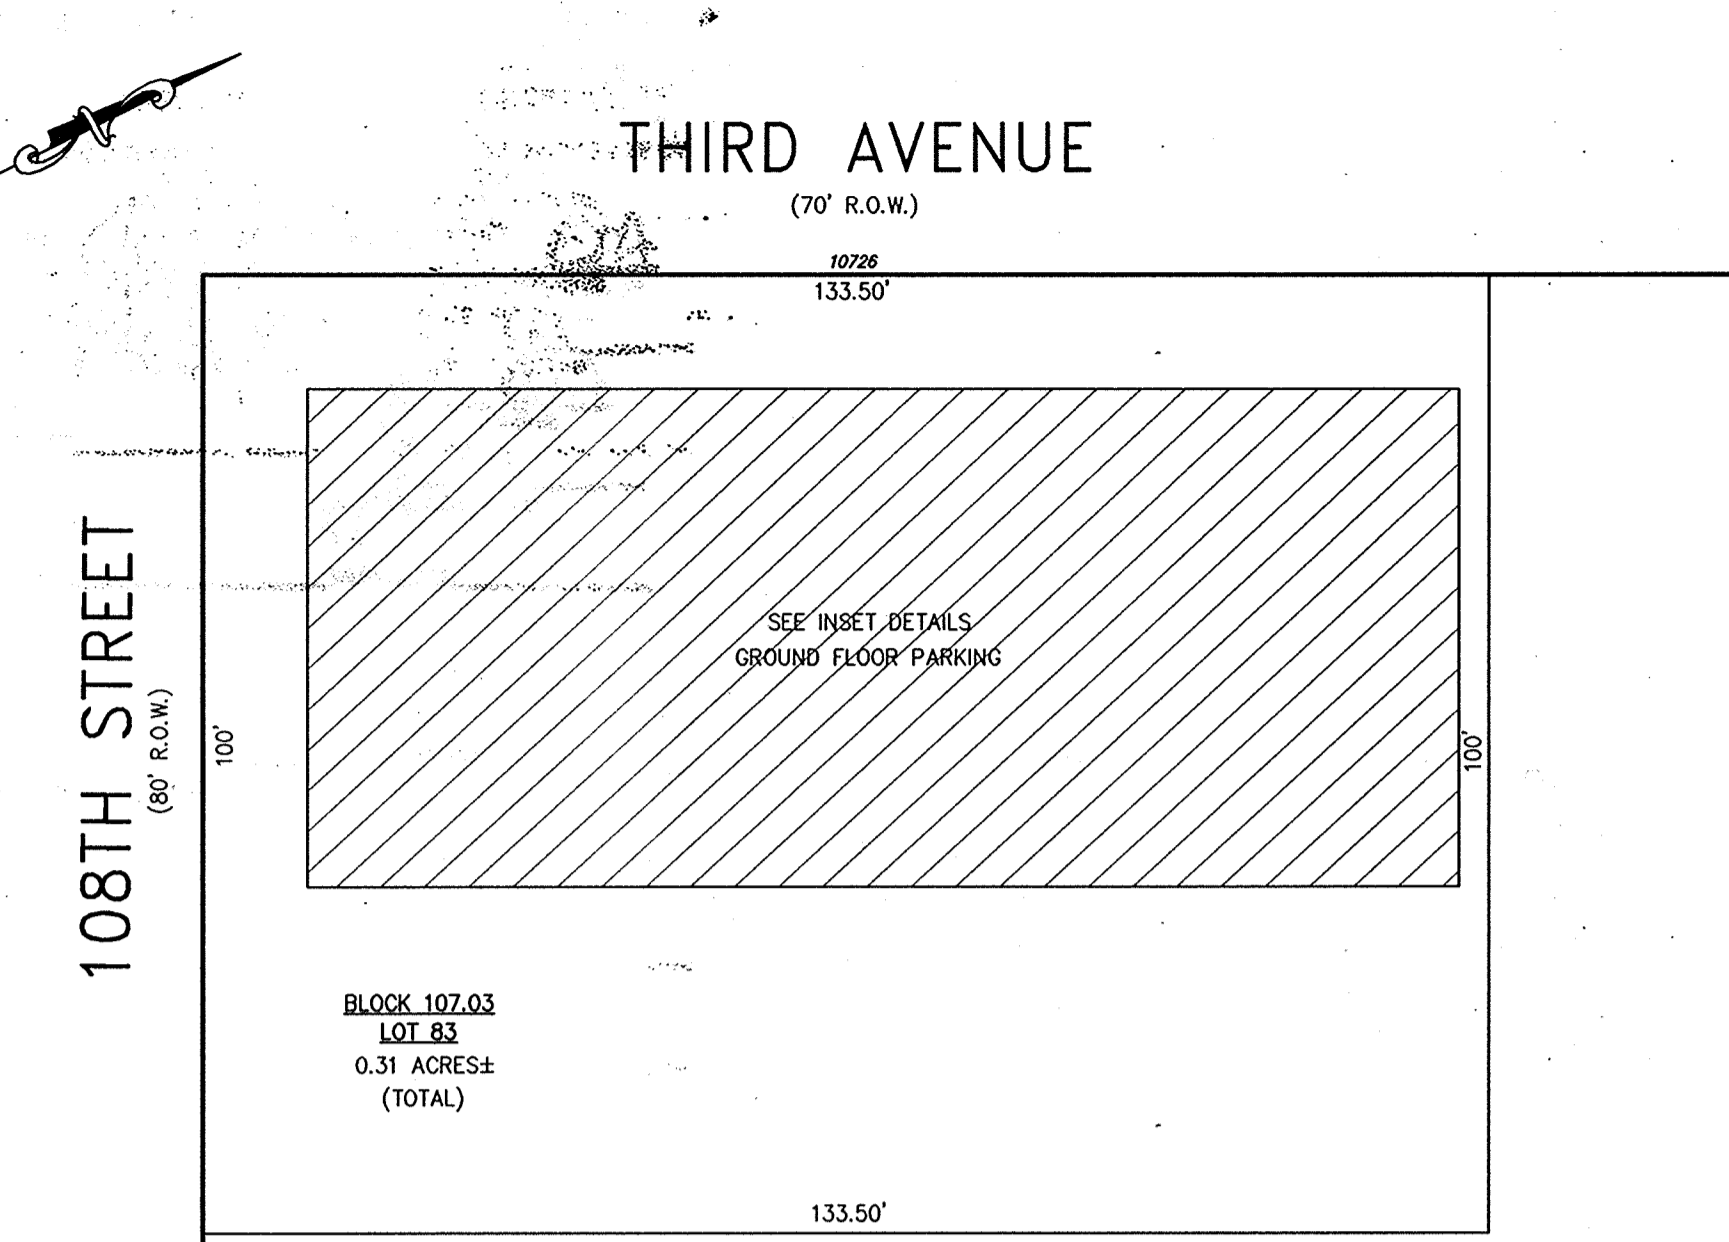 N
THIRD AVENUE
(70' R.O.W.)
10726
133.50'
108TH STREET
(80' R.O.W.)
100'
SEE INSET DETAILS
GROUND FLOOR PARKING
100'
BLOCK 107.03
LOT 83
0.31 ACRES±
(TOTAL)
133.50'